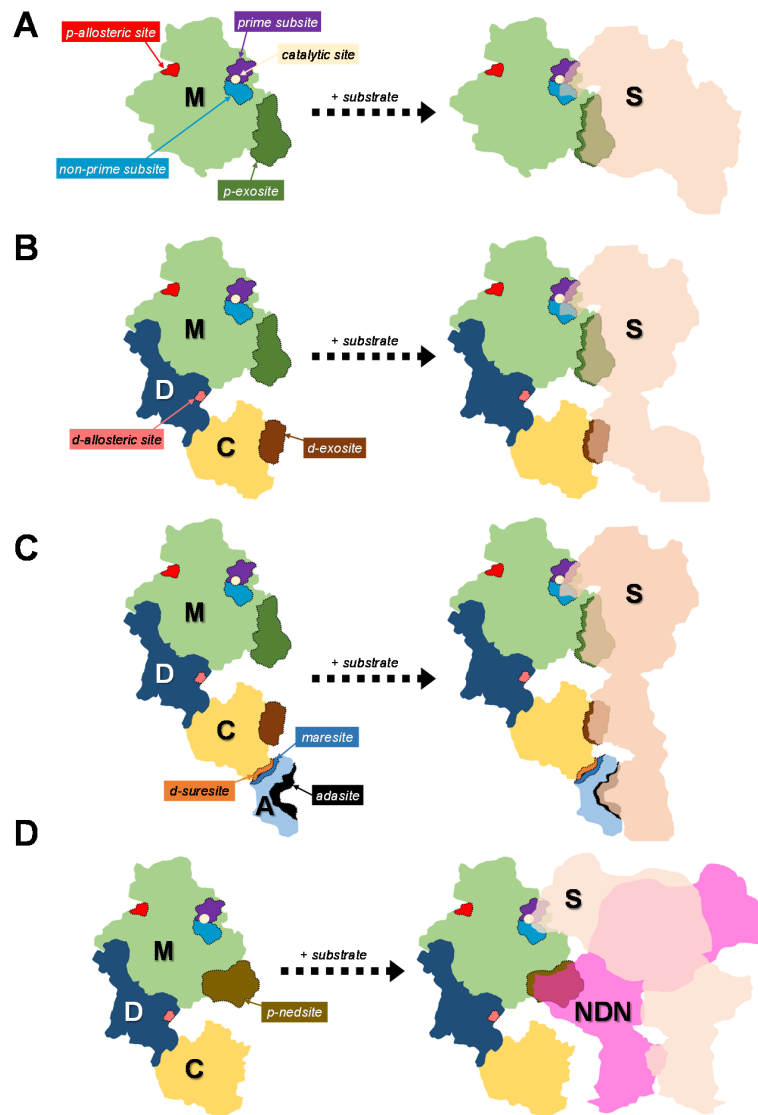 A
p-allosteric site
prime subsite
catalytic site
M
+ substrate
S
non-prime subsite
p-exosite
B
M
+ substrate
S
D
d-allosteric site
C
d-exosite
C
M
+ substrate
S
D
C
maresite
d-suresite
A
adasite
D
M
+ substrate
S
D
p-nedsite
NDN
C